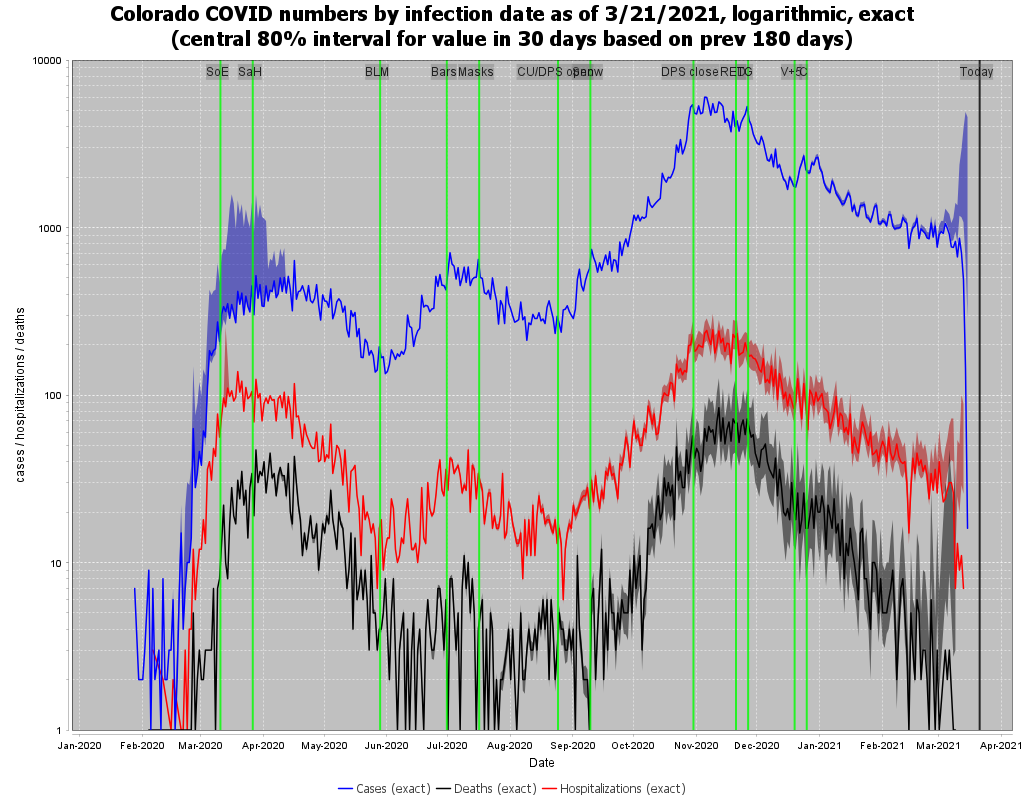 Colorado COVID numbers by infection date as of 3/21/2021, logarithmic, exact
(central 80% interval for value in 30 days based on prev 180 days)
SoE SaH BLM Bars Masks CU/DPS open DPS close Today
cases / hospitalizations / deaths
10000
1000
100
10
1
Jan-2020 Feb-2020 Mar-2020 Apr-2020 May-2020 Jun-2020 Jul-2020 Aug-2020 Sep-2020 Oct-2020 Nov-2020 Dec-2020 Jan-2021 Feb-2021 Mar-2021 Apr-2021
Date
Cases (exact) Deaths (exact) Hospitalizations (exact)